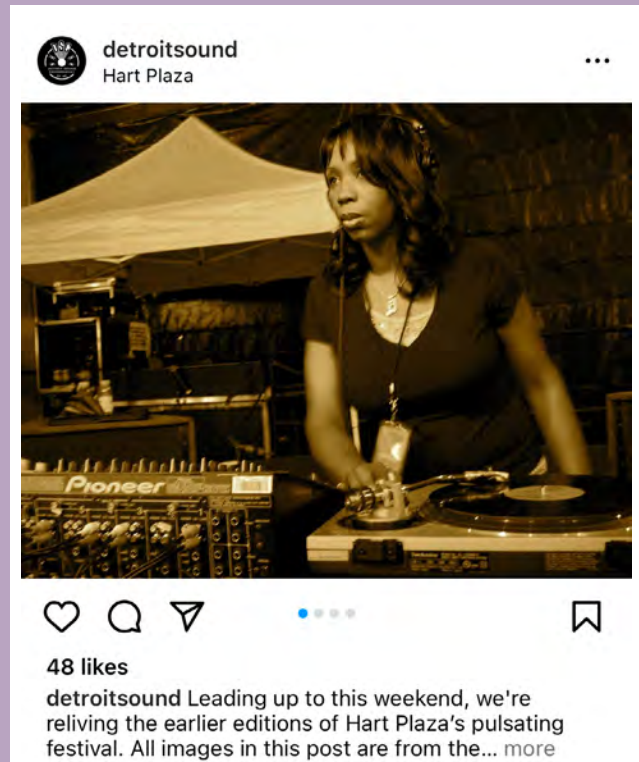 detroitsound
Hart Plaza
Pioneer
48 likes
detroitsound Leading up to this weekend, we're
reliving the earlier editions of Hart Plaza’s pulsating
festival. All images in this post are from the... more